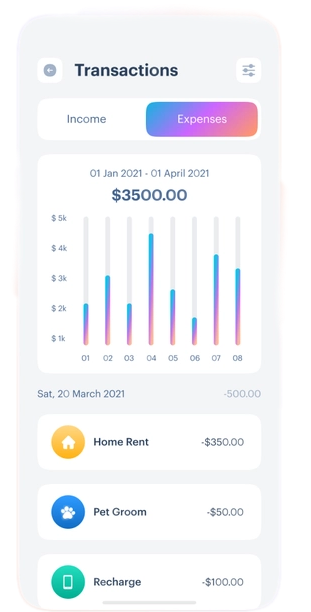 Transactions
Income Expenses
01 Jan 2021 - 01 April 2021
$3500.00
$ 5k
$ 4k
$ 3k
$ 2k
$ 1k
01 02 03 04 05 06 07 08
Sat, 20 March 2021 -500.00
Home Rent -$350.00
Pet Groom -$50.00
Recharge -$100.00